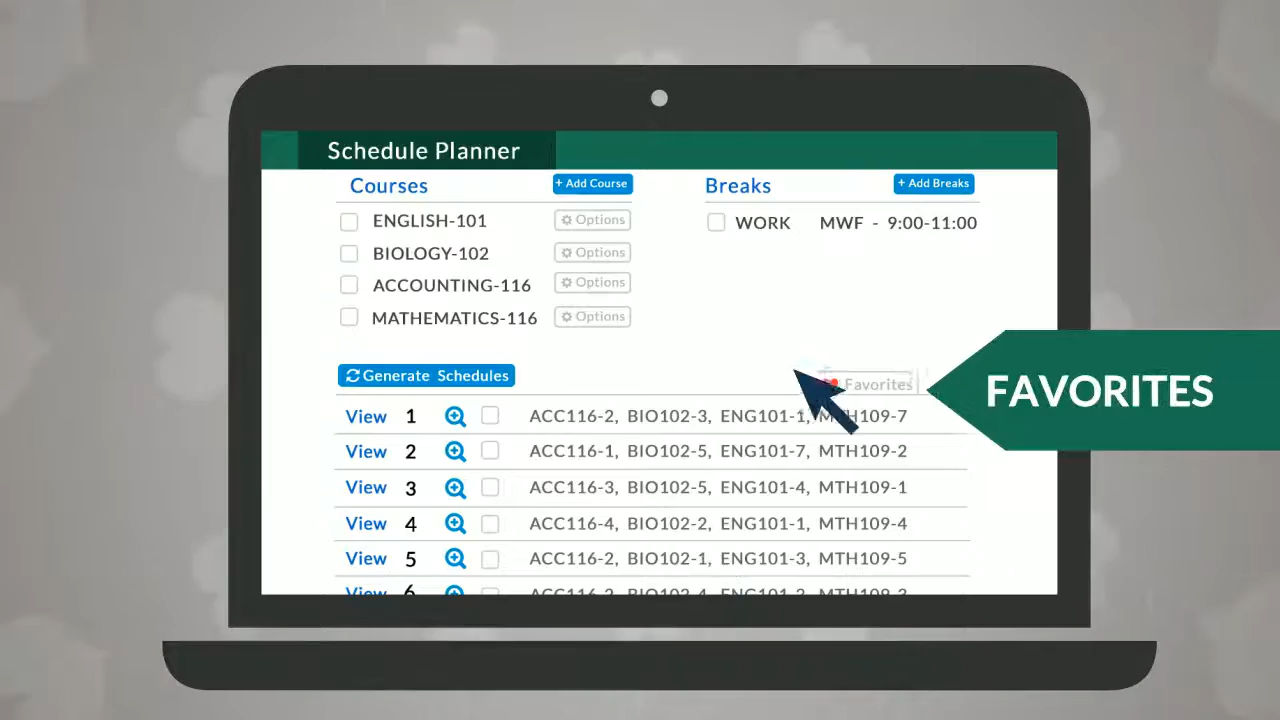 Schedule Planner
Courses
+ Add Course
Breaks
+ Add Breaks
ENGLISH-101
Options
WORK MWF - 9:00-11:00
BIOLOGY-102
Options
ACCOUNTING-116
Options
MATHEMATICS-116
Options
Generate Schedules
Favorites
FAVORITES
View 1 ACC116-2, BIO102-3, ENG101-1, MTH109-7
View 2 ACC116-1, BIO102-5, ENG101-7, MTH109-2
View 3 ACC116-3, BIO102-5, ENG101-4, MTH109-1
View 4 ACC116-4, BIO102-2, ENG101-1, MTH109-4
View 5 ACC116-2, BIO102-1, ENG101-3, MTH109-5
View 6